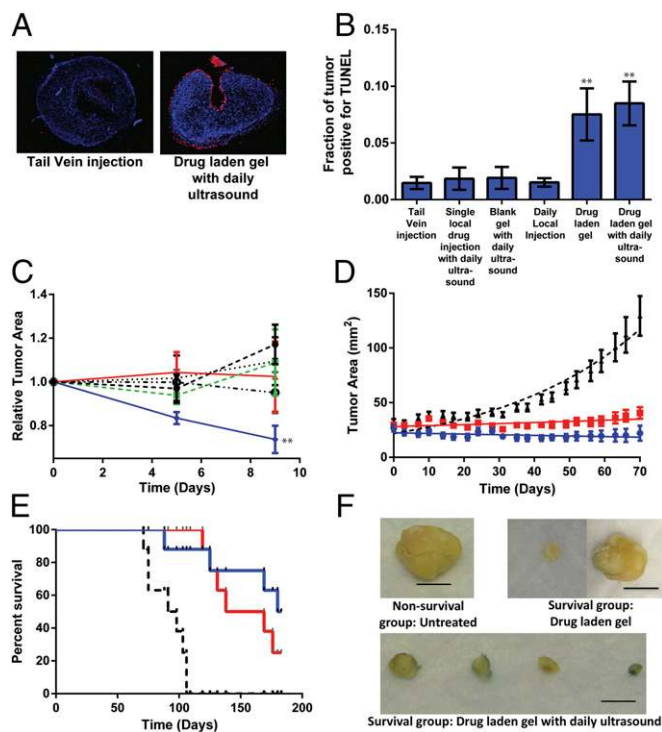 A
Tail Vein injection
Drug laden gel
with daily
ultrasound
B
Fraction of tumor
positive for TUNEL
0.15
0.10
0.05
0.00
**
**
Tail
Vein
injection
Single
local
drug
injection
with daily
ultra-
sound
Blank
gel
with
daily
ultra-
sound
Daily
Local
Injection
Drug
laden
gel
Drug
laden gel
with daily
ultra-
sound
C
Relative Tumor Area
1.4
1.2
1.0
0.8
**
0
2
4
6
8
10
Time (Days)
D
Tumor Area (mm²)
150
100
50
0
0
10
20
30
40
50
60
70
Time (Days)
E
Percent survival
100
80
60
40
20
0
0
50
100
150
200
Time (Days)
F
Non-survival
group: Untreated
Survival group:
Drug laden gel
Survival group: Drug laden gel with daily ultrasound